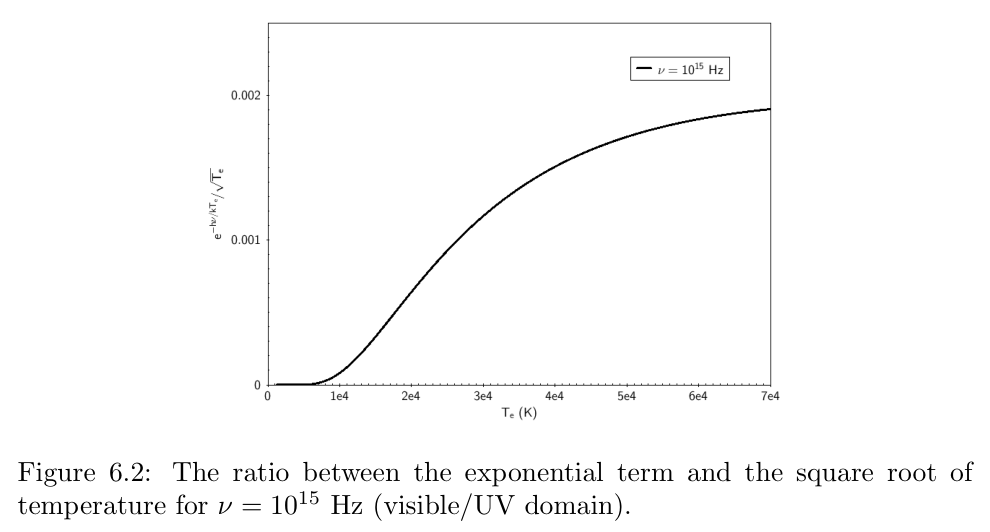 ν = 10¹⁵ Hz
0.002
0.001
0
e⁻ʰᵛ/ᵏᵀᵉ/√Tₑ
0 1e4 2e4 3e4 4e4 5e4 6e4 7e4
Tₑ (K)
Figure 6.2: The ratio between the exponential term and the square root of
temperature for ν = 10¹⁵ Hz (visible/UV domain).